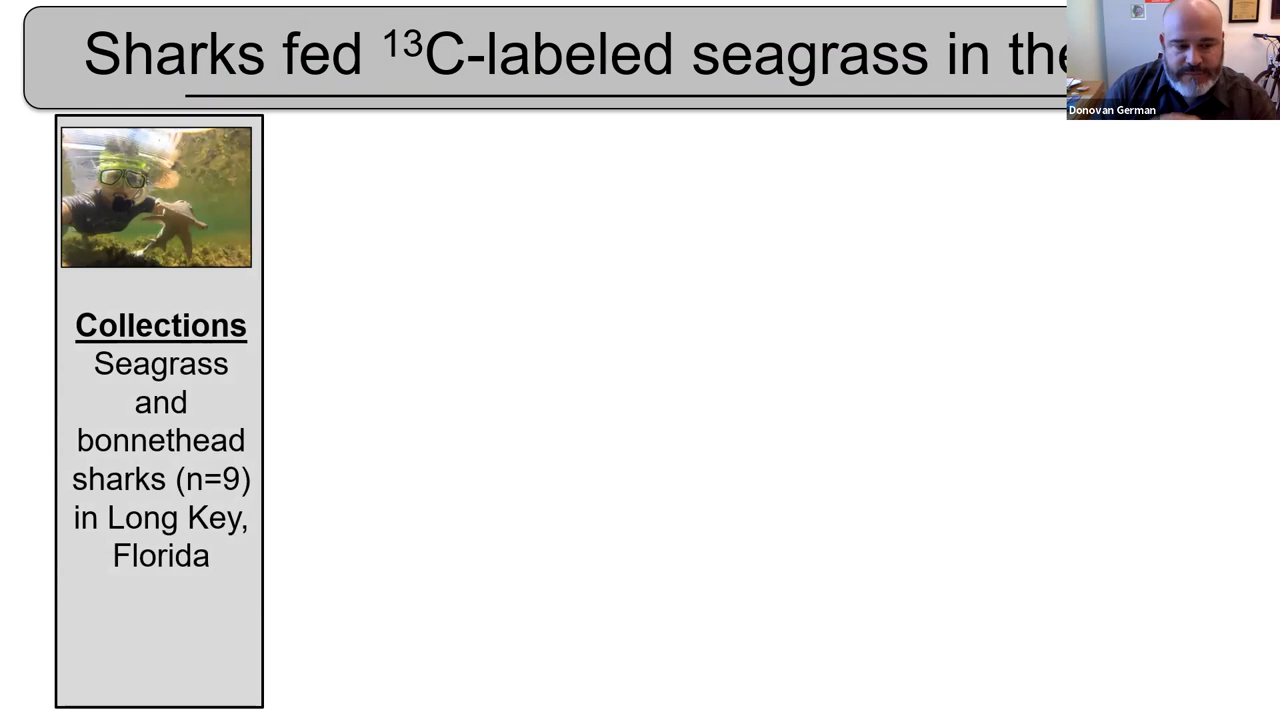 Sharks fed ¹³C-labeled seagrass in the
Donovan German
Collections
Seagrass
and
bonnethead
sharks (n=9)
in Long Key,
Florida